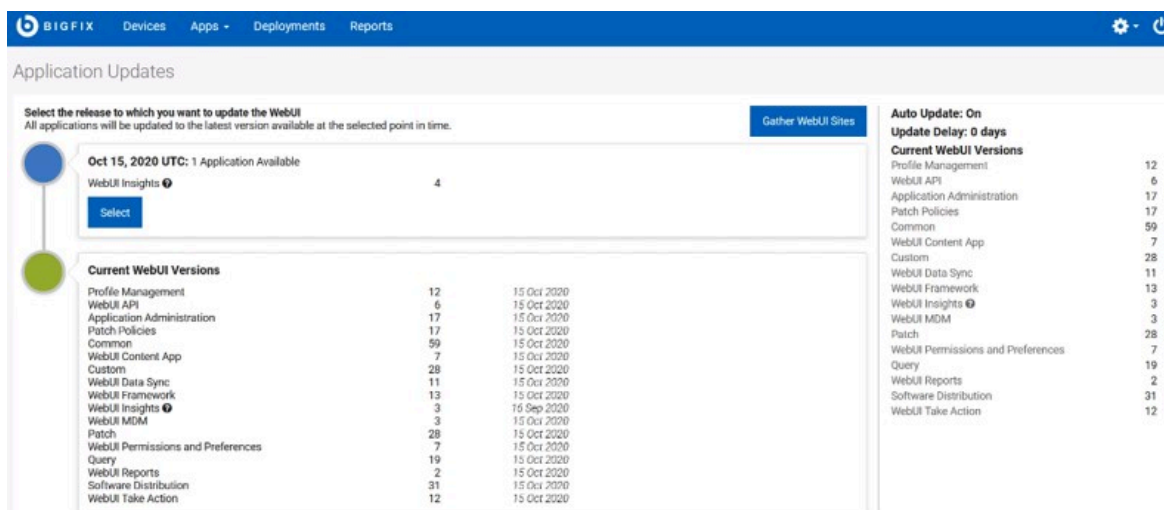 BIGFIX Devices Apps Deployments Reports
Application Updates
Select the release to which you want to update the WebUI
All applications will be updated to the latest version available at the selected point in time.
Gather WebUI Sites
Oct 15, 2020 UTC: 1 Application Available
WebUI Insights 4
Select
Current WebUI Versions
Profile Management 12 15 Oct 2020
WebUI API 6 15 Oct 2020
Application Administration 17 15 Oct 2020
Patch Policies 17 15 Oct 2020
Common 59 15 Oct 2020
WebUI Content App 7 15 Oct 2020
Custom 28 15 Oct 2020
WebUI Data Sync 11 15 Oct 2020
WebUI Framework 13 15 Oct 2020
WebUI Insights 3 16 Sep 2020
WebUI MDM 3 15 Oct 2020
Patch 28 15 Oct 2020
WebUI Permissions and Preferences 7 15 Oct 2020
Query 19 15 Oct 2020
WebUI Reports 2 15 Oct 2020
Software Distribution 31 15 Oct 2020
WebUI Take Action 12 15 Oct 2020
Auto Update: On
Update Delay: 0 days
Current WebUI Versions
Profile Management 12
WebUI API 6
Application Administration 17
Patch Policies 17
Common 59
WebUI Content App 7
Custom 28
WebUI Data Sync 11
WebUI Framework 13
WebUI Insights 3
WebUI MDM 3
Patch 28
WebUI Permissions and Preferences 7
Query 19
WebUI Reports 2
Software Distribution 31
WebUI Take Action 12